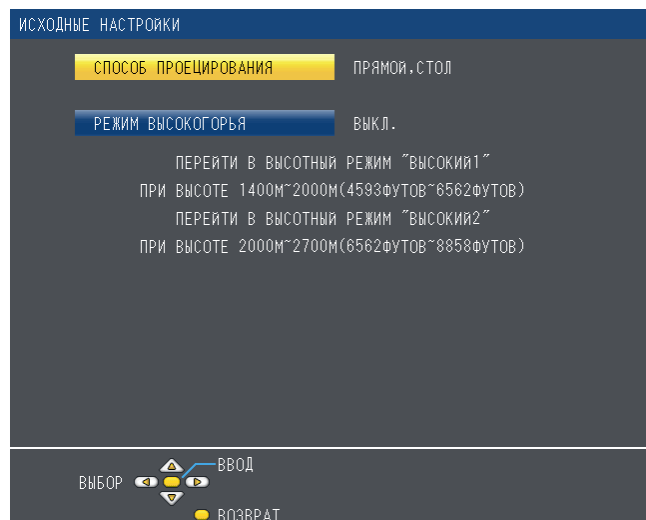 ИСХОДНЫЕ НАСТРОЙКИ
СПОСОБ ПРОЕЦИРОВАНИЯ ПРЯМОЙ,СТОЛ
РЕЖИМ ВЫСОКОГОРЬЯ ВЫКЛ.
ПЕРЕЙТИ В ВЫСОТНЫЙ РЕЖИМ "ВЫСОКИЙ1"
ПРИ ВЫСОТЕ 1400М~2000М(4593ФУТОВ~6562ФУТОВ)
ПЕРЕЙТИ В ВЫСОТНЫЙ РЕЖИМ "ВЫСОКИЙ2"
ПРИ ВЫСОТЕ 2000М~2700М(6562ФУТОВ~8858ФУТОВ)
ВВОД
ВЫБОР
ВОЗВРАТ